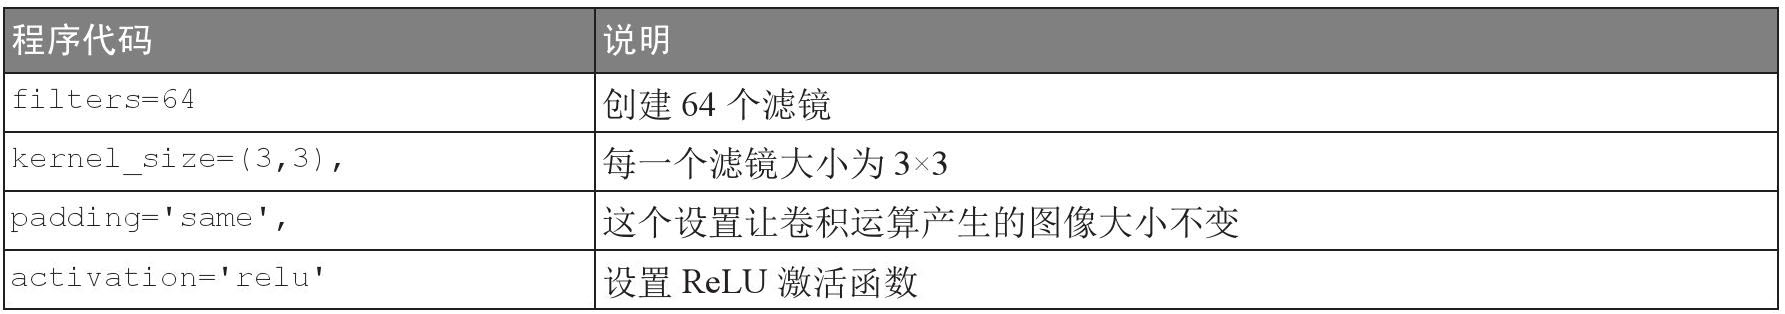 程序代码 说明
filters=64 创建 64 个滤镜
kernel_size=(3,3), 每一个滤镜大小为 3×3
padding='same', 这个设置让卷积运算产生的图像大小不变
activation='relu' 设置 ReLU 激活函数